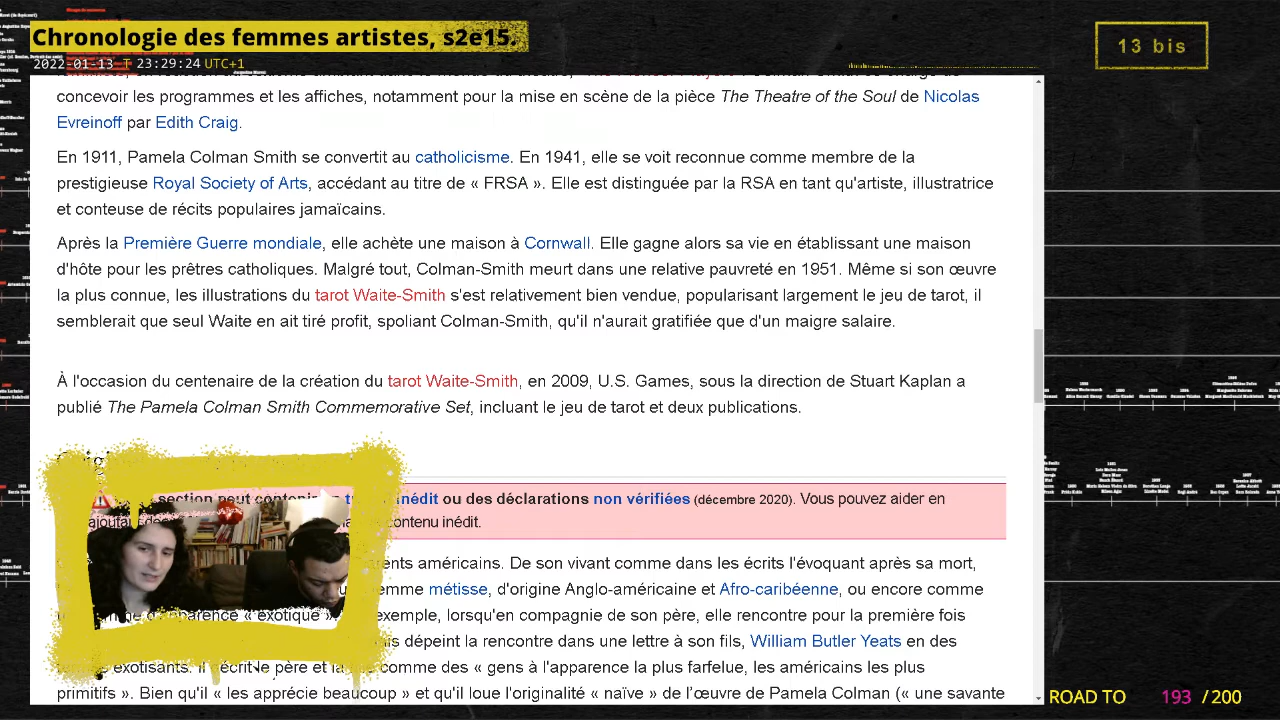 Chronologie des femmes artistes, s2e15
2022-01-13 T 23:29:24 UTC+1
13 bis
concevoir les programmes et les affiches, notamment pour la mise en scène de la pièce The Theatre of the Soul de Nicolas
Evreinoff par Edith Craig.
En 1911, Pamela Colman Smith se convertit au catholicisme. En 1941, elle se voit reconnue comme membre de la
prestigieuse Royal Society of Arts, accédant au titre de « FRSA ». Elle est distinguée par la RSA en tant qu'artiste, illustratrice
et conteuse de récits populaires jamaïcains.
Après la Première Guerre mondiale, elle achète une maison à Cornwall. Elle gagne alors sa vie en établissant une maison
d'hôte pour les prêtres catholiques. Malgré tout, Colman-Smith meurt dans une relative pauvreté en 1951. Même si son œuvre
la plus connue, les illustrations du tarot Waite-Smith s'est relativement bien vendue, popularisant largement le jeu de tarot, il
semblerait que seul Waite en ait tiré profit, spoliant Colman-Smith, qu'il n'aurait gratifiée que d'un maigre salaire.
À l'occasion du centenaire de la création du tarot Waite-Smith, en 2009, U.S. Games, sous la direction de Stuart Kaplan a
publié The Pamela Colman Smith Commemorative Set, incluant le jeu de tarot et deux publications.
section peut contenir inédit ou des déclarations non vérifiées (décembre 2020). Vous pouvez aider en
contenu inédit.
américains. De son vivant comme dans les écrits l'évoquant après sa mort,
métisse, d'origine Anglo-américaine et Afro-caribéenne, ou encore comme
apparence « exotique » exemple, lorsqu'en compagnie de son père, elle rencontre pour la première fois
dépeint la rencontre dans une lettre à son fils, William Butler Yeats en des
exotisants. Il décrit le père et la comme des « gens à l'apparence la plus farfelue, les américains les plus
primitifs ». Bien qu'il « les apprécie beaucoup » et qu'il loue l'originalité « naïve » de l'œuvre de Pamela Colman (« une savante
ROAD TO 193 / 200